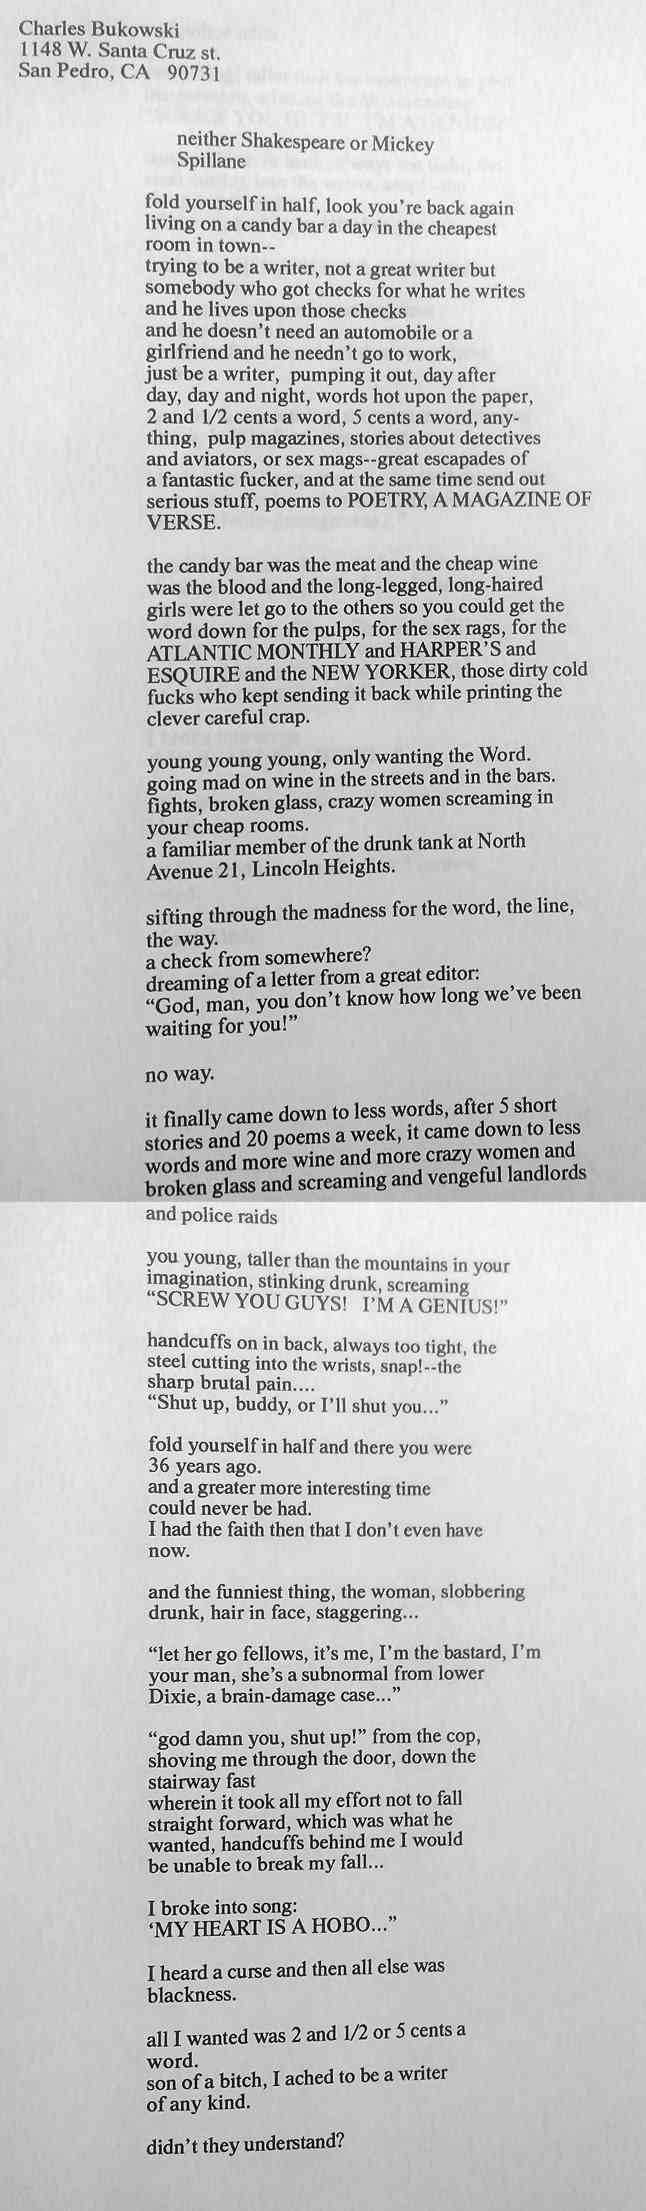 Charles Bukowski
1148 W. Santa Cruz st.
San Pedro, CA 90731
neither Shakespeare or Mickey
Spillane
fold yourself in half, look you’re back again
living on a candy bar a day in the cheapest
room in town--
trying to be a writer, not a great writer but
somebody who got checks for what he writes
and he lives upon those checks
and he doesn’t need an automobile or a
girlfriend and he needn’t go to work,
just be a writer, pumping it out, day after
day, day and night, words hot upon the paper,
2 and 1/2 cents a word, 5 cents a word, any-
thing, pulp magazines, stories about detectives
and aviators, or sex mags--great escapades of
a fantastic fucker, and at the same time send out
serious stuff, poems to POETRY, A MAGAZINE OF
VERSE.
the candy bar was the meat and the cheap wine
was the blood and the long-legged, long-haired
girls were let go to the others so you could get the
word down for the pulps, for the sex rags, for the
ATLANTIC MONTHLY and HARPER’S and
ESQUIRE and the NEW YORKER, those dirty cold
fucks who kept sending it back while printing the
clever careful crap.
young young young, only wanting the Word.
going mad on wine in the streets and in the bars.
fights, broken glass, crazy women screaming in
your cheap rooms.
a familiar member of the drunk tank at North
Avenue 21, Lincoln Heights.
sifting through the madness for the word, the line,
the way.
a check from somewhere?
dreaming of a letter from a great editor:
“God, man, you don’t know how long we’ve been
waiting for you!”
no way.
it finally came down to less words, after 5 short
stories and 20 poems a week, it came down to less
words and more wine and more crazy women and
broken glass and screaming and vengeful landlords
and police raids
you young, taller than the mountains in your
imagination, stinking drunk, screaming
“SCREW YOU GUYS! I’M A GENIUS!”
handcuffs on in back, always too tight, the
steel cutting into the wrists, snap!--the
sharp brutal pain....
“Shut up, buddy, or I’ll shut you...”
fold yourself in half and there you were
36 years ago.
and a greater more interesting time
could never be had.
I had the faith then that I don’t even have
now.
and the funniest thing, the woman, slobbering
drunk, hair in face, staggering...
“let her go fellows, it’s me, I’m the bastard, I’m
your man, she’s a subnormal from lower
Dixie, a brain-damage case...”
“god damn you, shut up!” from the cop,
shoving me through the door, down the
stairway fast
wherein it took all my effort not to fall
straight forward, which was what he
wanted, handcuffs behind me I would
be unable to break my fall...
I broke into song:
‘MY HEART IS A HOBO...”
I heard a curse and then all else was
blackness.
all I wanted was 2 and 1/2 or 5 cents a
word.
son of a bitch, I ached to be a writer
of any kind.
didn’t they understand?